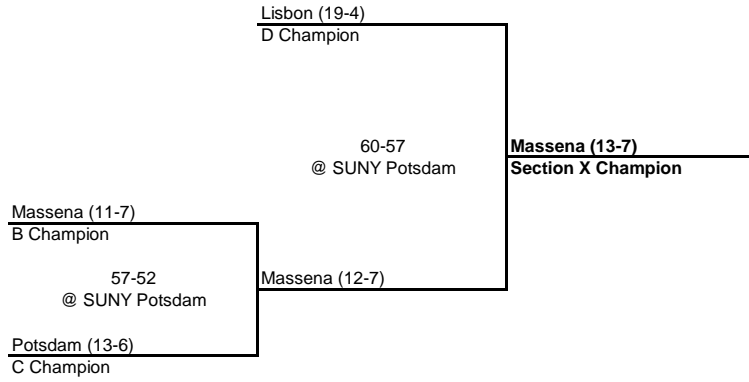 Lisbon (19-4)
D Champion
60-57
@ SUNY Potsdam
Massena (13-7)
Section X Champion
Massena (11-7)
B Champion
57-52
@ SUNY Potsdam
Massena (12-7)
Potsdam (13-6)
C Champion